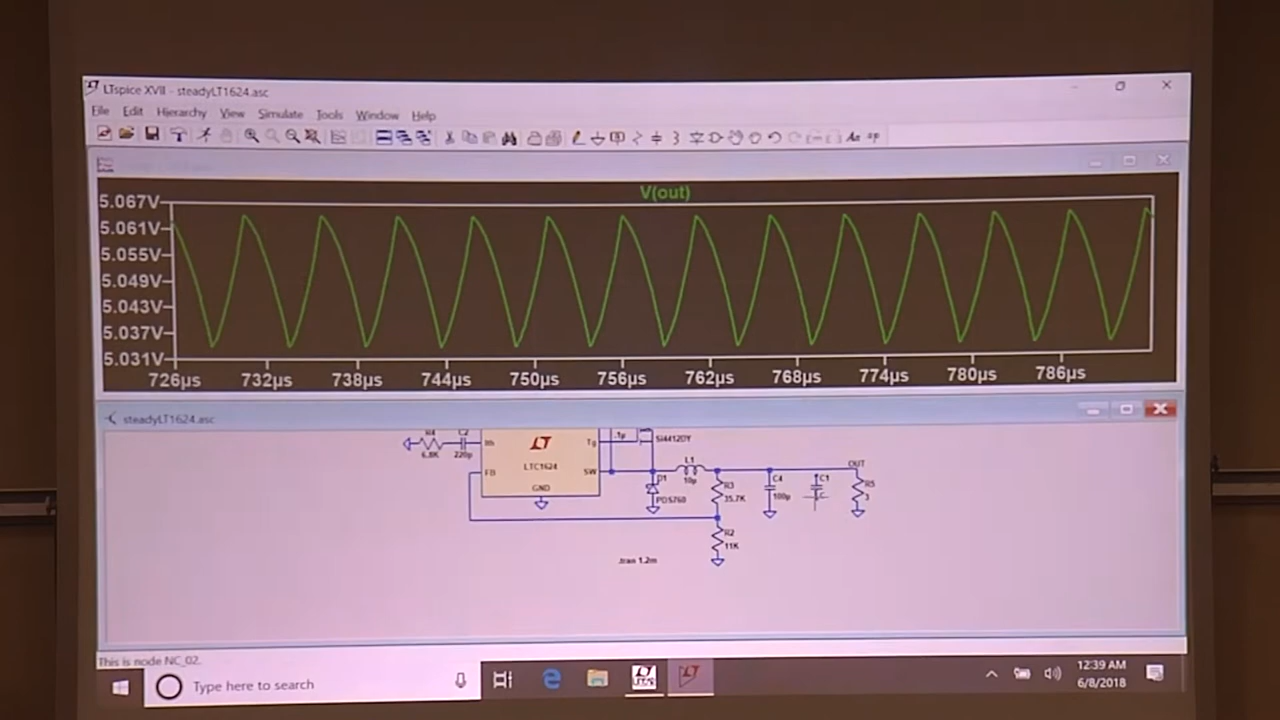 LTspice XVII - steadyLT1624.asc
File Edit Hierarchy View Simulate Tools Window Help
V(out)
5.067V
5.061V
5.055V
5.049V
5.043V
5.037V
5.031V
726µs 732µs 738µs 744µs 750µs 756µs 762µs 768µs 774µs 780µs 786µs
steadyLT1624.asc
R4
6.8K
C2
220p
Ith
FB
LTC1624
GND
Tg
SW
.1µ
Si4412DY
D1
PDS760
L1
10µ
R3
35.7K
R2
11K
C4
100µ
C1
C
OUT
R5
3
.tran 1.2m
This is node NC_02.
Type here to search
12:39 AM
6/8/2018